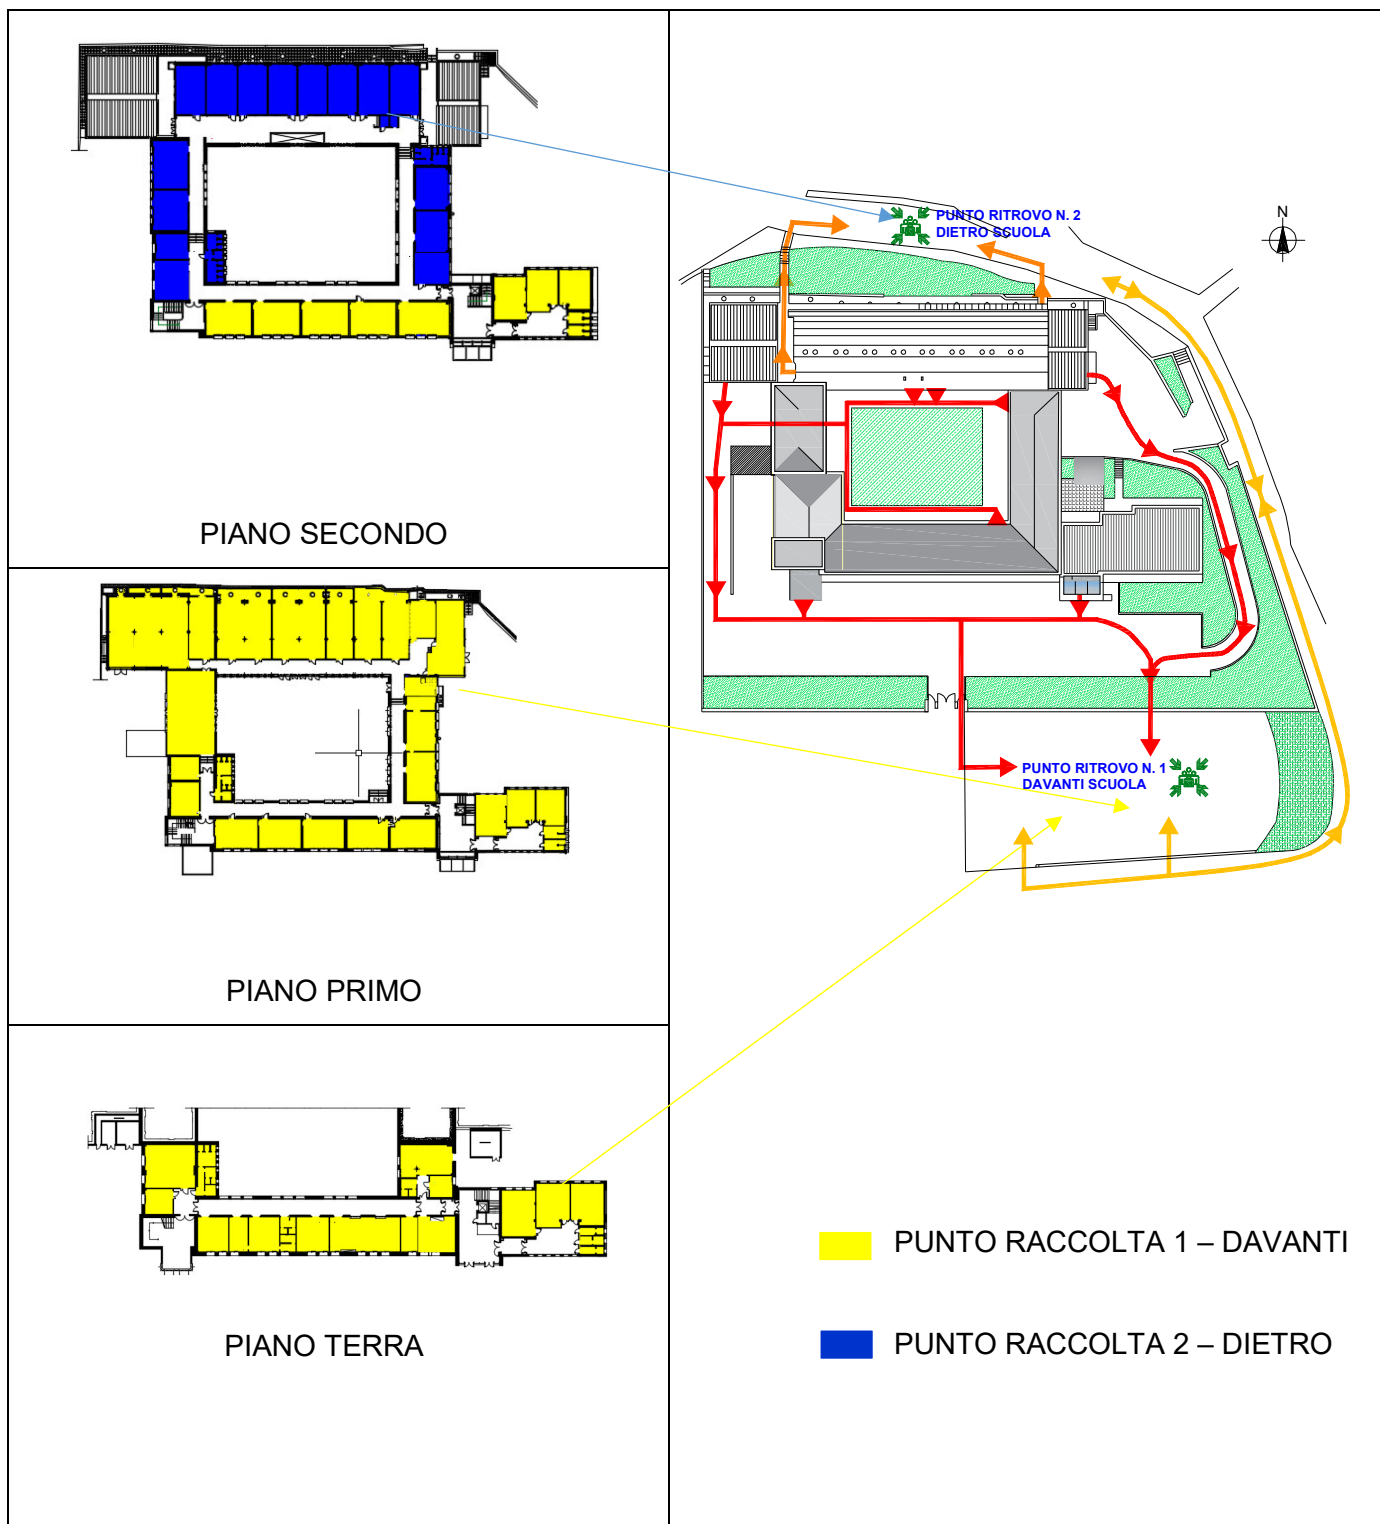 PIANO SECONDO
PIANO PRIMO
PIANO TERRA
PUNTO RITROVO N. 2
DIETRO SCUOLA
N
PUNTO RITROVO N. 1
DAVANTI SCUOLA
PUNTO RACCOLTA 1 – DAVANTI
PUNTO RACCOLTA 2 – DIETRO